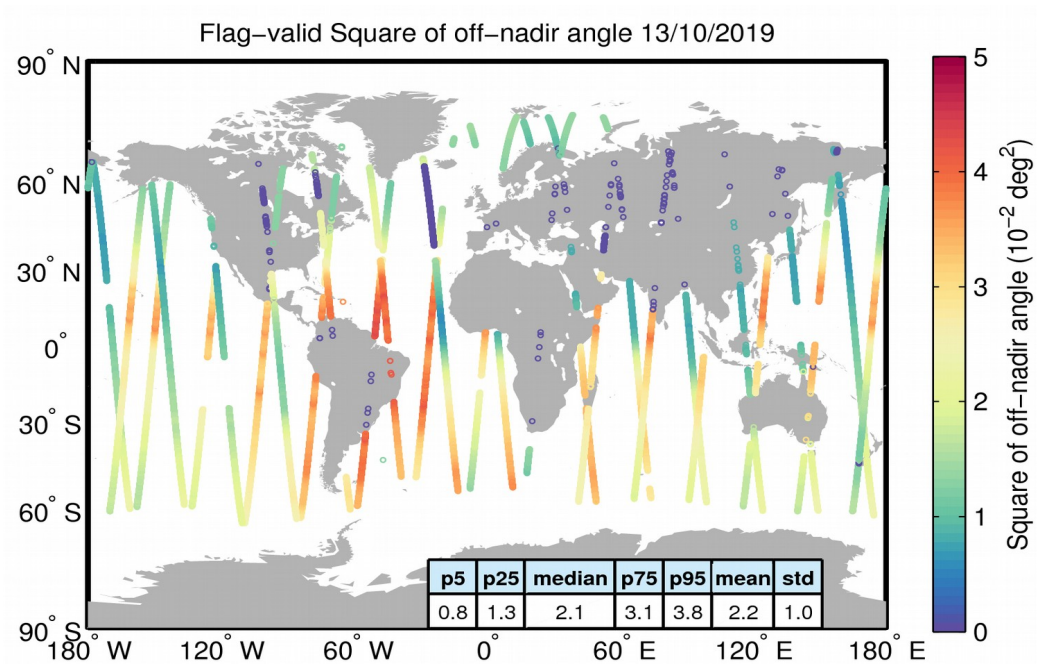 Flag−valid Square of off−nadir angle 13/10/2019
90° N
60° N
30° N
0°
30° S
60° S
90° S
180° W
120° W
60° W
0°
60° E
120° E
180° E
p5 p25 median p75 p95 mean std
0.8 1.3 2.1 3.1 3.8 2.2 1.0
5
4
3
2
1
0
Square of off−nadir angle (10⁻² deg²)